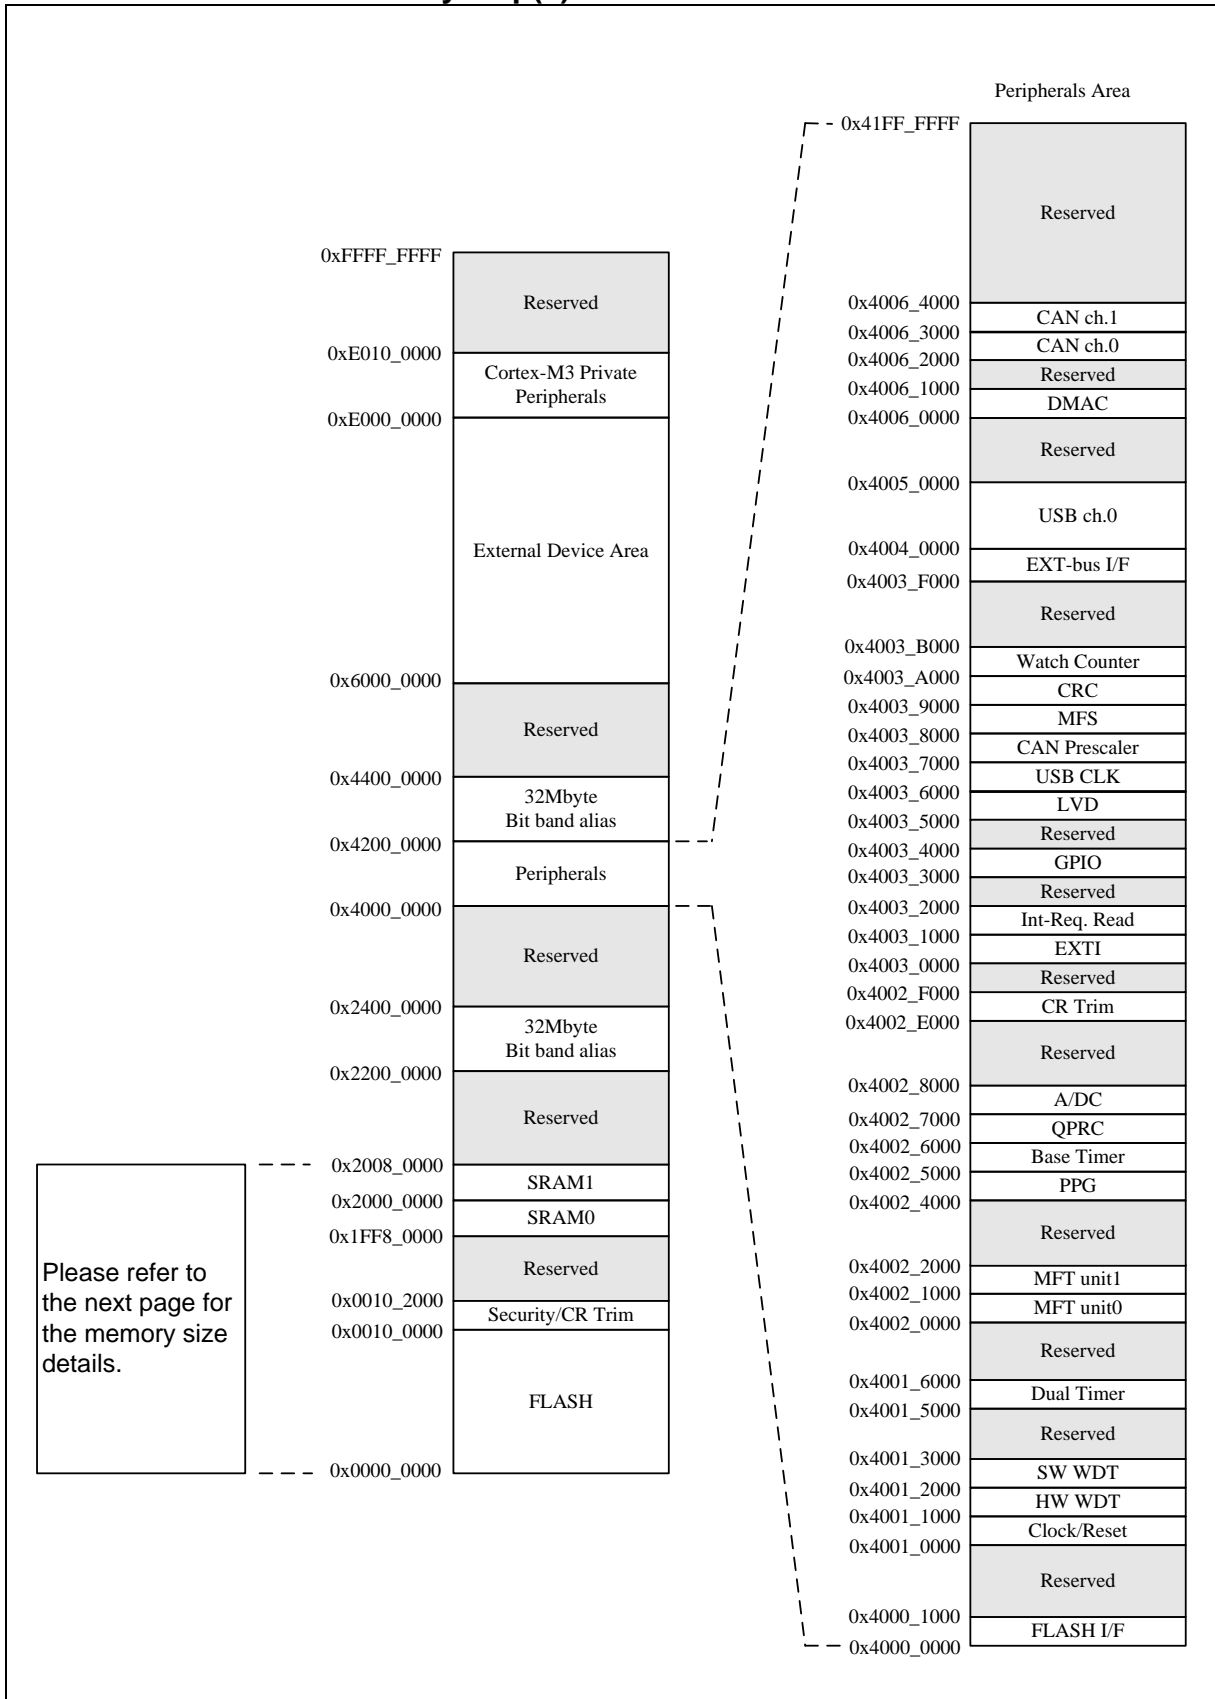 Peripherals Area
0x41FF_FFFF
Reserved
0x4006_4000
CAN ch.1
0x4006_3000
CAN ch.0
0x4006_2000
Reserved
0x4006_1000
DMAC
0x4006_0000
Reserved
0x4005_0000
USB ch.0
0x4004_0000
EXT-bus I/F
0x4003_F000
Reserved
0x4003_B000
Watch Counter
0x4003_A000
CRC
0x4003_9000
MFS
0x4003_8000
CAN Prescaler
0x4003_7000
USB CLK
0x4003_6000
LVD
0x4003_5000
Reserved
0x4003_4000
GPIO
0x4003_3000
Reserved
0x4003_2000
Int-Req. Read
0x4003_1000
EXTI
0x4003_0000
Reserved
0x4002_F000
CR Trim
0x4002_E000
Reserved
0x4002_8000
A/DC
0x4002_7000
QPRC
0x4002_6000
Base Timer
0x4002_5000
PPG
0x4002_4000
Reserved
0x4002_2000
MFT unit1
0x4002_1000
MFT unit0
0x4002_0000
Reserved
0x4001_6000
Dual Timer
0x4001_5000
Reserved
0x4001_3000
SW WDT
0x4001_2000
HW WDT
0x4001_1000
Clock/Reset
0x4001_0000
Reserved
0x4000_1000
FLASH I/F
0x4000_0000
0xFFFF_FFFF
Reserved
0xE010_0000
Cortex-M3 Private
Peripherals
0xE000_0000
External Device Area
0x6000_0000
Reserved
0x4400_0000
32Mbyte
Bit band alias
0x4200_0000
Peripherals
0x4000_0000
Reserved
0x2400_0000
32Mbyte
Bit band alias
0x2200_0000
Reserved
0x2008_0000
SRAM1
0x2000_0000
SRAM0
0x1FF8_0000
Reserved
0x0010_2000
Security/CR Trim
0x0010_0000
FLASH
0x0000_0000
Please refer to
the next page for
the memory size
details.